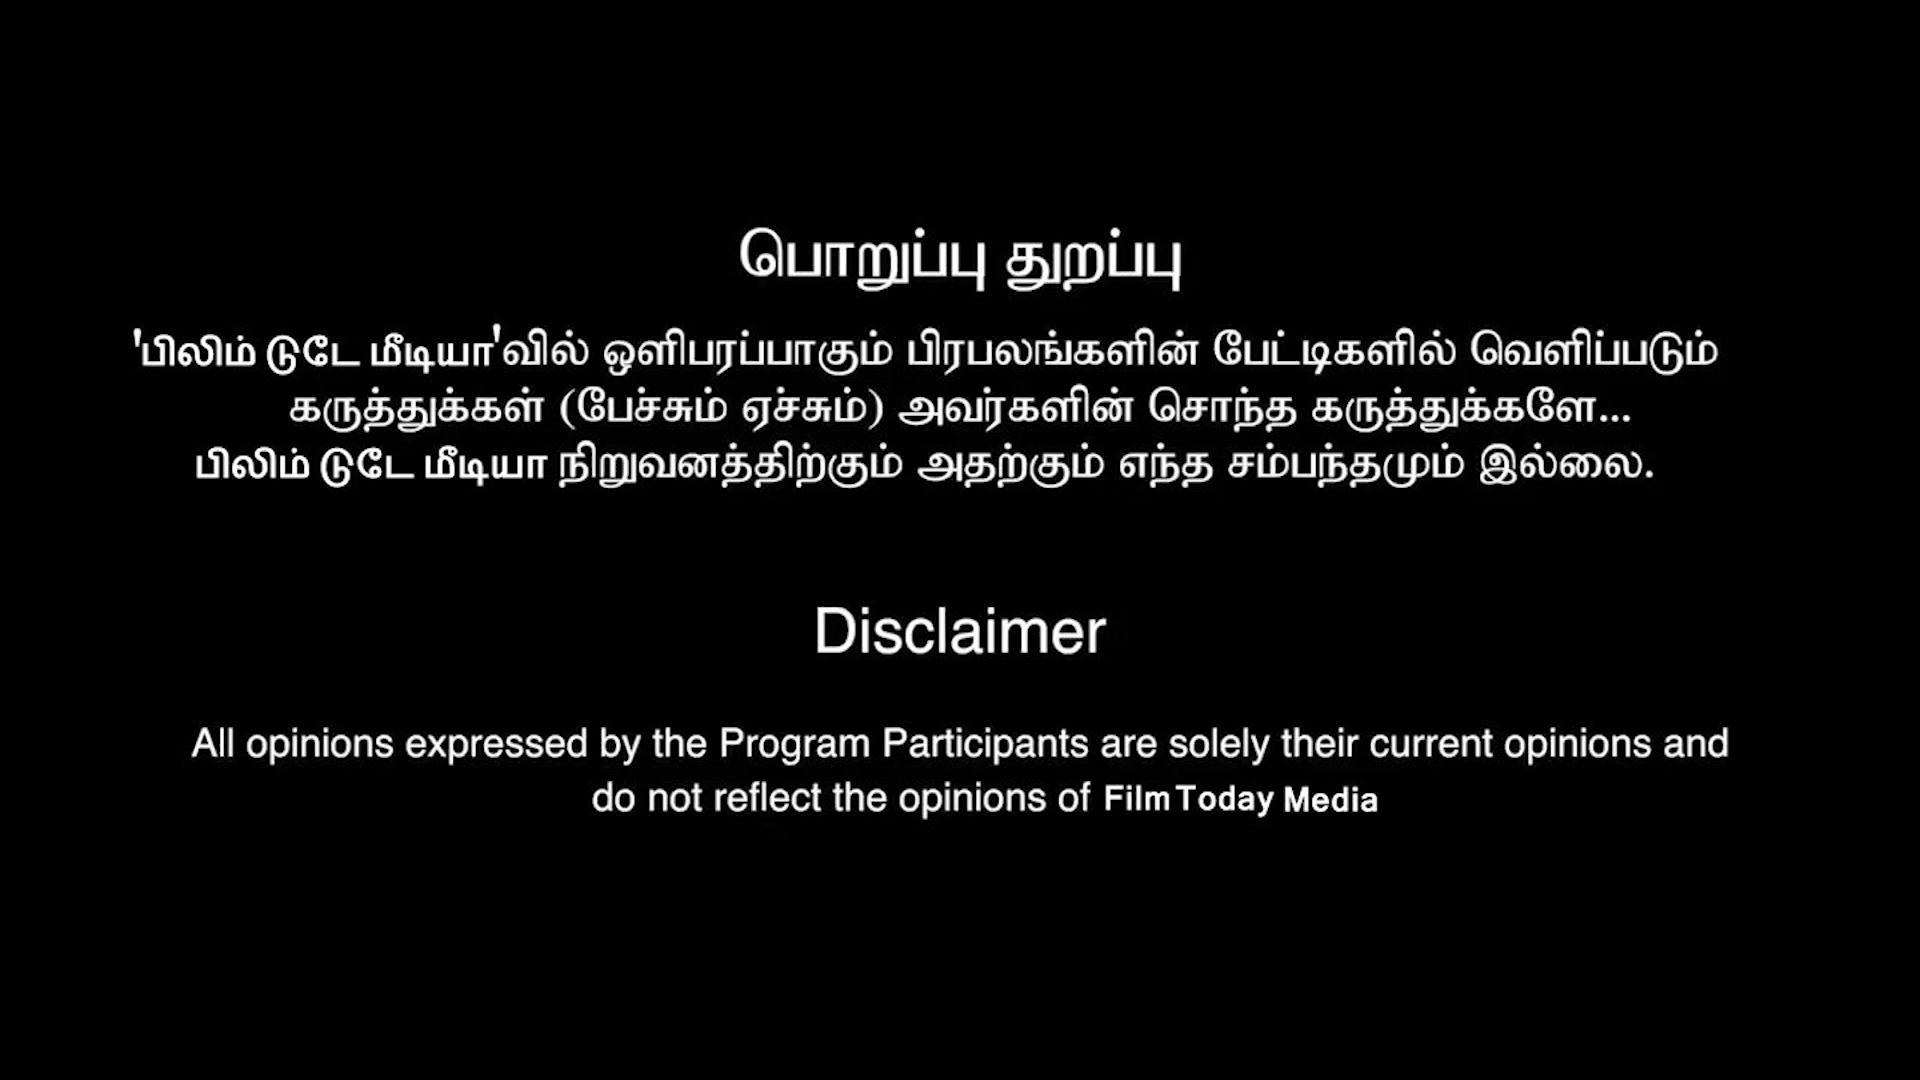 பொறுப்பு துறப்பு
'பிலிம் டுடே மீடியா'வில் ஒளிபரப்பாகும் பிரபலங்களின் பேட்டிகளில் வெளிப்படும்
கருத்துக்கள் (பேச்சும் ஏச்சும்) அவர்களின் சொந்த கருத்துக்களே...
பிலிம் டுடே மீடியா நிறுவனத்திற்கும் அதற்கும் எந்த சம்பந்தமும் இல்லை.
Disclaimer
All opinions expressed by the Program Participants are solely their current opinions and
do not reflect the opinions of Film Today Media